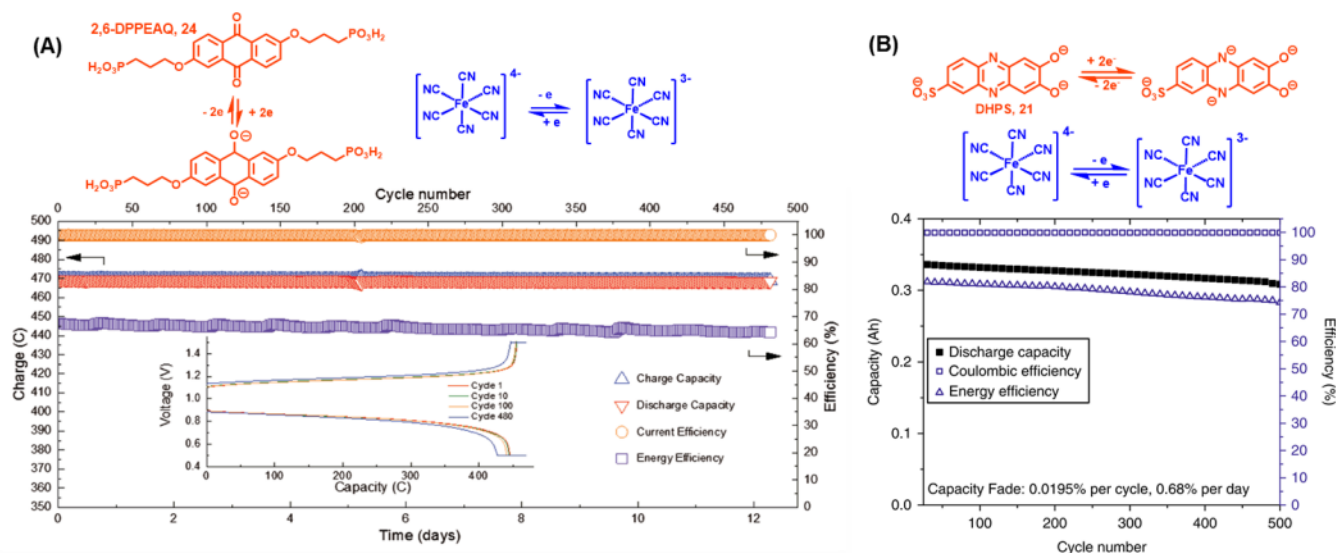 (A)
2,6-DPPEAQ, 24
O
PO3H2
O
H2O3P
O
O
- 2e + 2e
O⊖
PO3H2
O
H2O3P
O
O⊖
4-
CN
NC CN
Fe
NC CN
CN
- e
+ e
3-
CN
NC CN
Fe
NC CN
CN
Cycle number
0 50 100 150 200 250 300 350 400 450 500
500
490
480
470
460
450
440
430
420
410
400
390
380
370
360
350
Charge (C)
100
80
60
40
20
0
Efficiency (%)
Voltage (V)
1.4
1.2
1.0
0.8
0.6
0.4
Cycle 1
Cycle 10
Cycle 100
Cycle 480
0 100 200 300 400
Capacity (C)
Charge Capacity
Discharge Capacity
Current Efficiency
Energy Efficiency
0 2 4 6 8 10 12
Time (days)
(B)
N O⊖
⊖O3S N O⊖
DHPS, 21
+ 2e-
- 2e-
⊖
N O⊖
⊖O3S N O⊖
⊖
4-
CN
NC CN
Fe
NC CN
CN
- e
+ e
3-
CN
NC CN
Fe
NC CN
CN
0.4
0.3
0.2
0.1
0.0
Capacity (Ah)
Discharge capacity
Coulombic efficiency
Energy efficiency
Capacity Fade: 0.0195% per cycle, 0.68% per day
100
90
80
70
60
50
40
30
20
10
0
Efficiency (%)
100 200 300 400 500
Cycle number